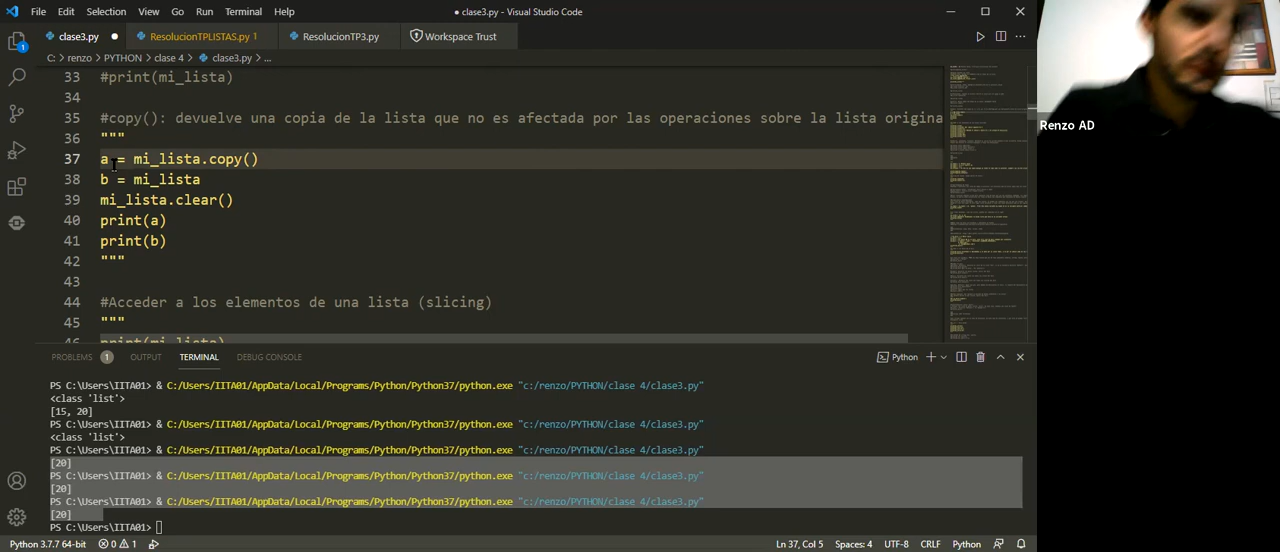 File Edit Selection View Go Run Terminal Help
clase3.py - Visual Studio Code
clase3.py ResolucionTPLISTAS.py 1 ResolucionTP3.py Workspace Trust
C: > renzo > PYTHON > clase 4 > clase3.py > ...
33 #print(mi_lista)
34
35 #copy(): devuelve una copia de la lista que no es afectada por las operaciones sobre la lista origina
36 """
37 a = mi_lista.copy()
38 b = mi_lista
39 mi_lista.clear()
40 print(a)
41 print(b)
42 """
43
44 #Acceder a los elementos de una lista (slicing)
45 """
46 print(mi_lista)
Renzo AD
1
PROBLEMS 1 OUTPUT TERMINAL DEBUG CONSOLE
Python
PS C:\Users\IITA01> & C:/Users/IITA01/AppData/Local/Programs/Python/Python37/python.exe "c:/renzo/PYTHON/clase 4/clase3.py"
<class 'list'>
[15, 20]
PS C:\Users\IITA01> & C:/Users/IITA01/AppData/Local/Programs/Python/Python37/python.exe "c:/renzo/PYTHON/clase 4/clase3.py"
<class 'list'>
PS C:\Users\IITA01> & C:/Users/IITA01/AppData/Local/Programs/Python/Python37/python.exe "c:/renzo/PYTHON/clase 4/clase3.py"
[20]
PS C:\Users\IITA01> & C:/Users/IITA01/AppData/Local/Programs/Python/Python37/python.exe "c:/renzo/PYTHON/clase 4/clase3.py"
[20]
PS C:\Users\IITA01> & C:/Users/IITA01/AppData/Local/Programs/Python/Python37/python.exe "c:/renzo/PYTHON/clase 4/clase3.py"
[20]
PS C:\Users\IITA01>
Python 3.7.7 64-bit 0 1 Ln 37, Col 5 Spaces: 4 UTF-8 CRLF Python